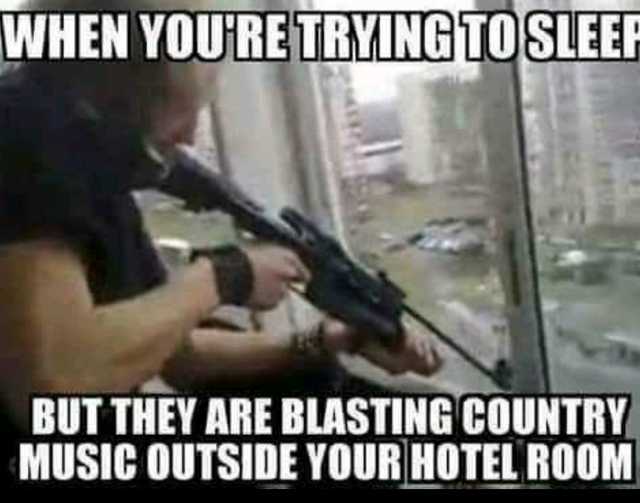 WHEN YOU'RE TRYING TO SLEEP
BUT THEY ARE BLASTING COUNTRY
MUSIC OUTSIDE YOUR HOTEL ROOM